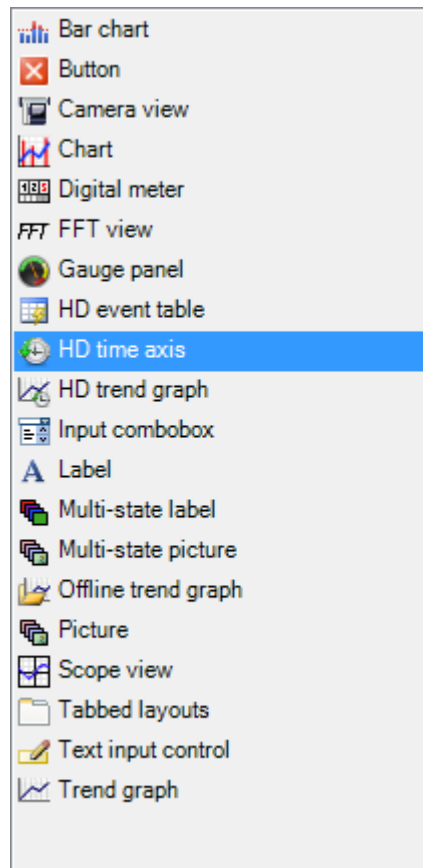 Bar chart
Button
Camera view
Chart
Digital meter
FFT FFT view
Gauge panel
HD event table
HD time axis
HD trend graph
Input combobox
A Label
Multi-state label
Multi-state picture
Offline trend graph
Picture
Scope view
Tabbed layouts
Text input control
Trend graph